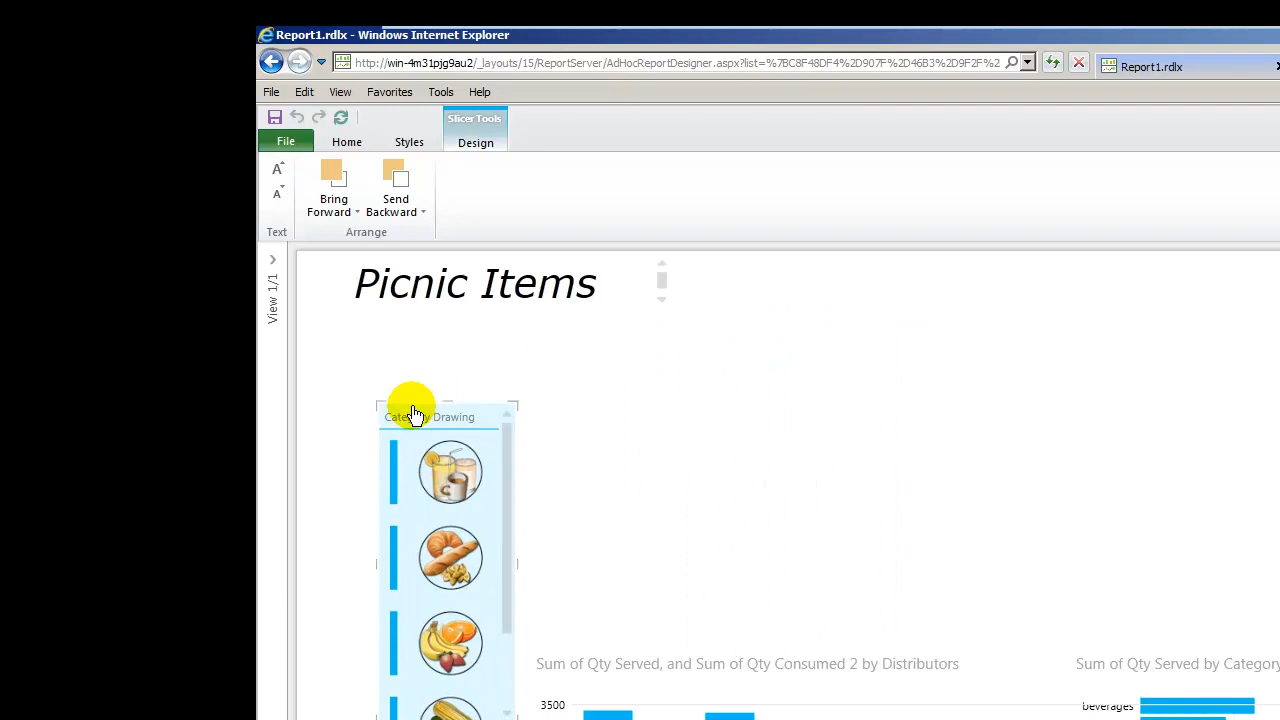 Report1.rdlx - Windows Internet Explorer
http://win-4m31pjg9au2/_layouts/15/ReportServer/AdHocReportDesigner.aspx?list=%7BC8F48DF4%2D907F%2D46B3%2D9F2F%2
Report1.rdlx
File Edit View Favorites Tools Help
Slicer Tools
File Home Styles Design
A
A
Bring Forward
Send Backward
Text Arrange
View 1/1
Picnic Items
Category Drawing
Sum of Qty Served, and Sum of Qty Consumed 2 by Distributors
Sum of Qty Served by Category
3500
beverages